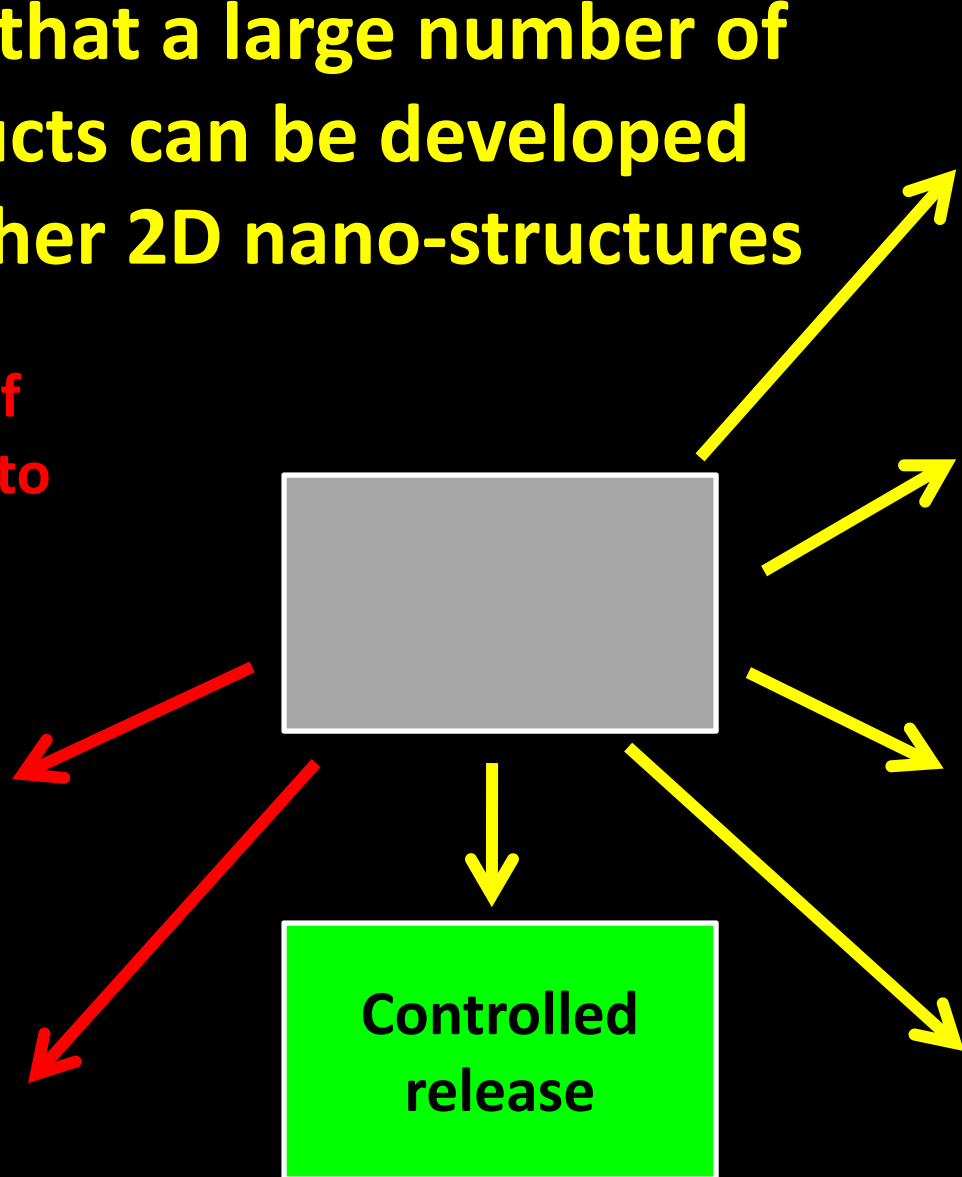 that a large number of
ucts can be developed
her 2D nano-structures
f
to
Controlled
release